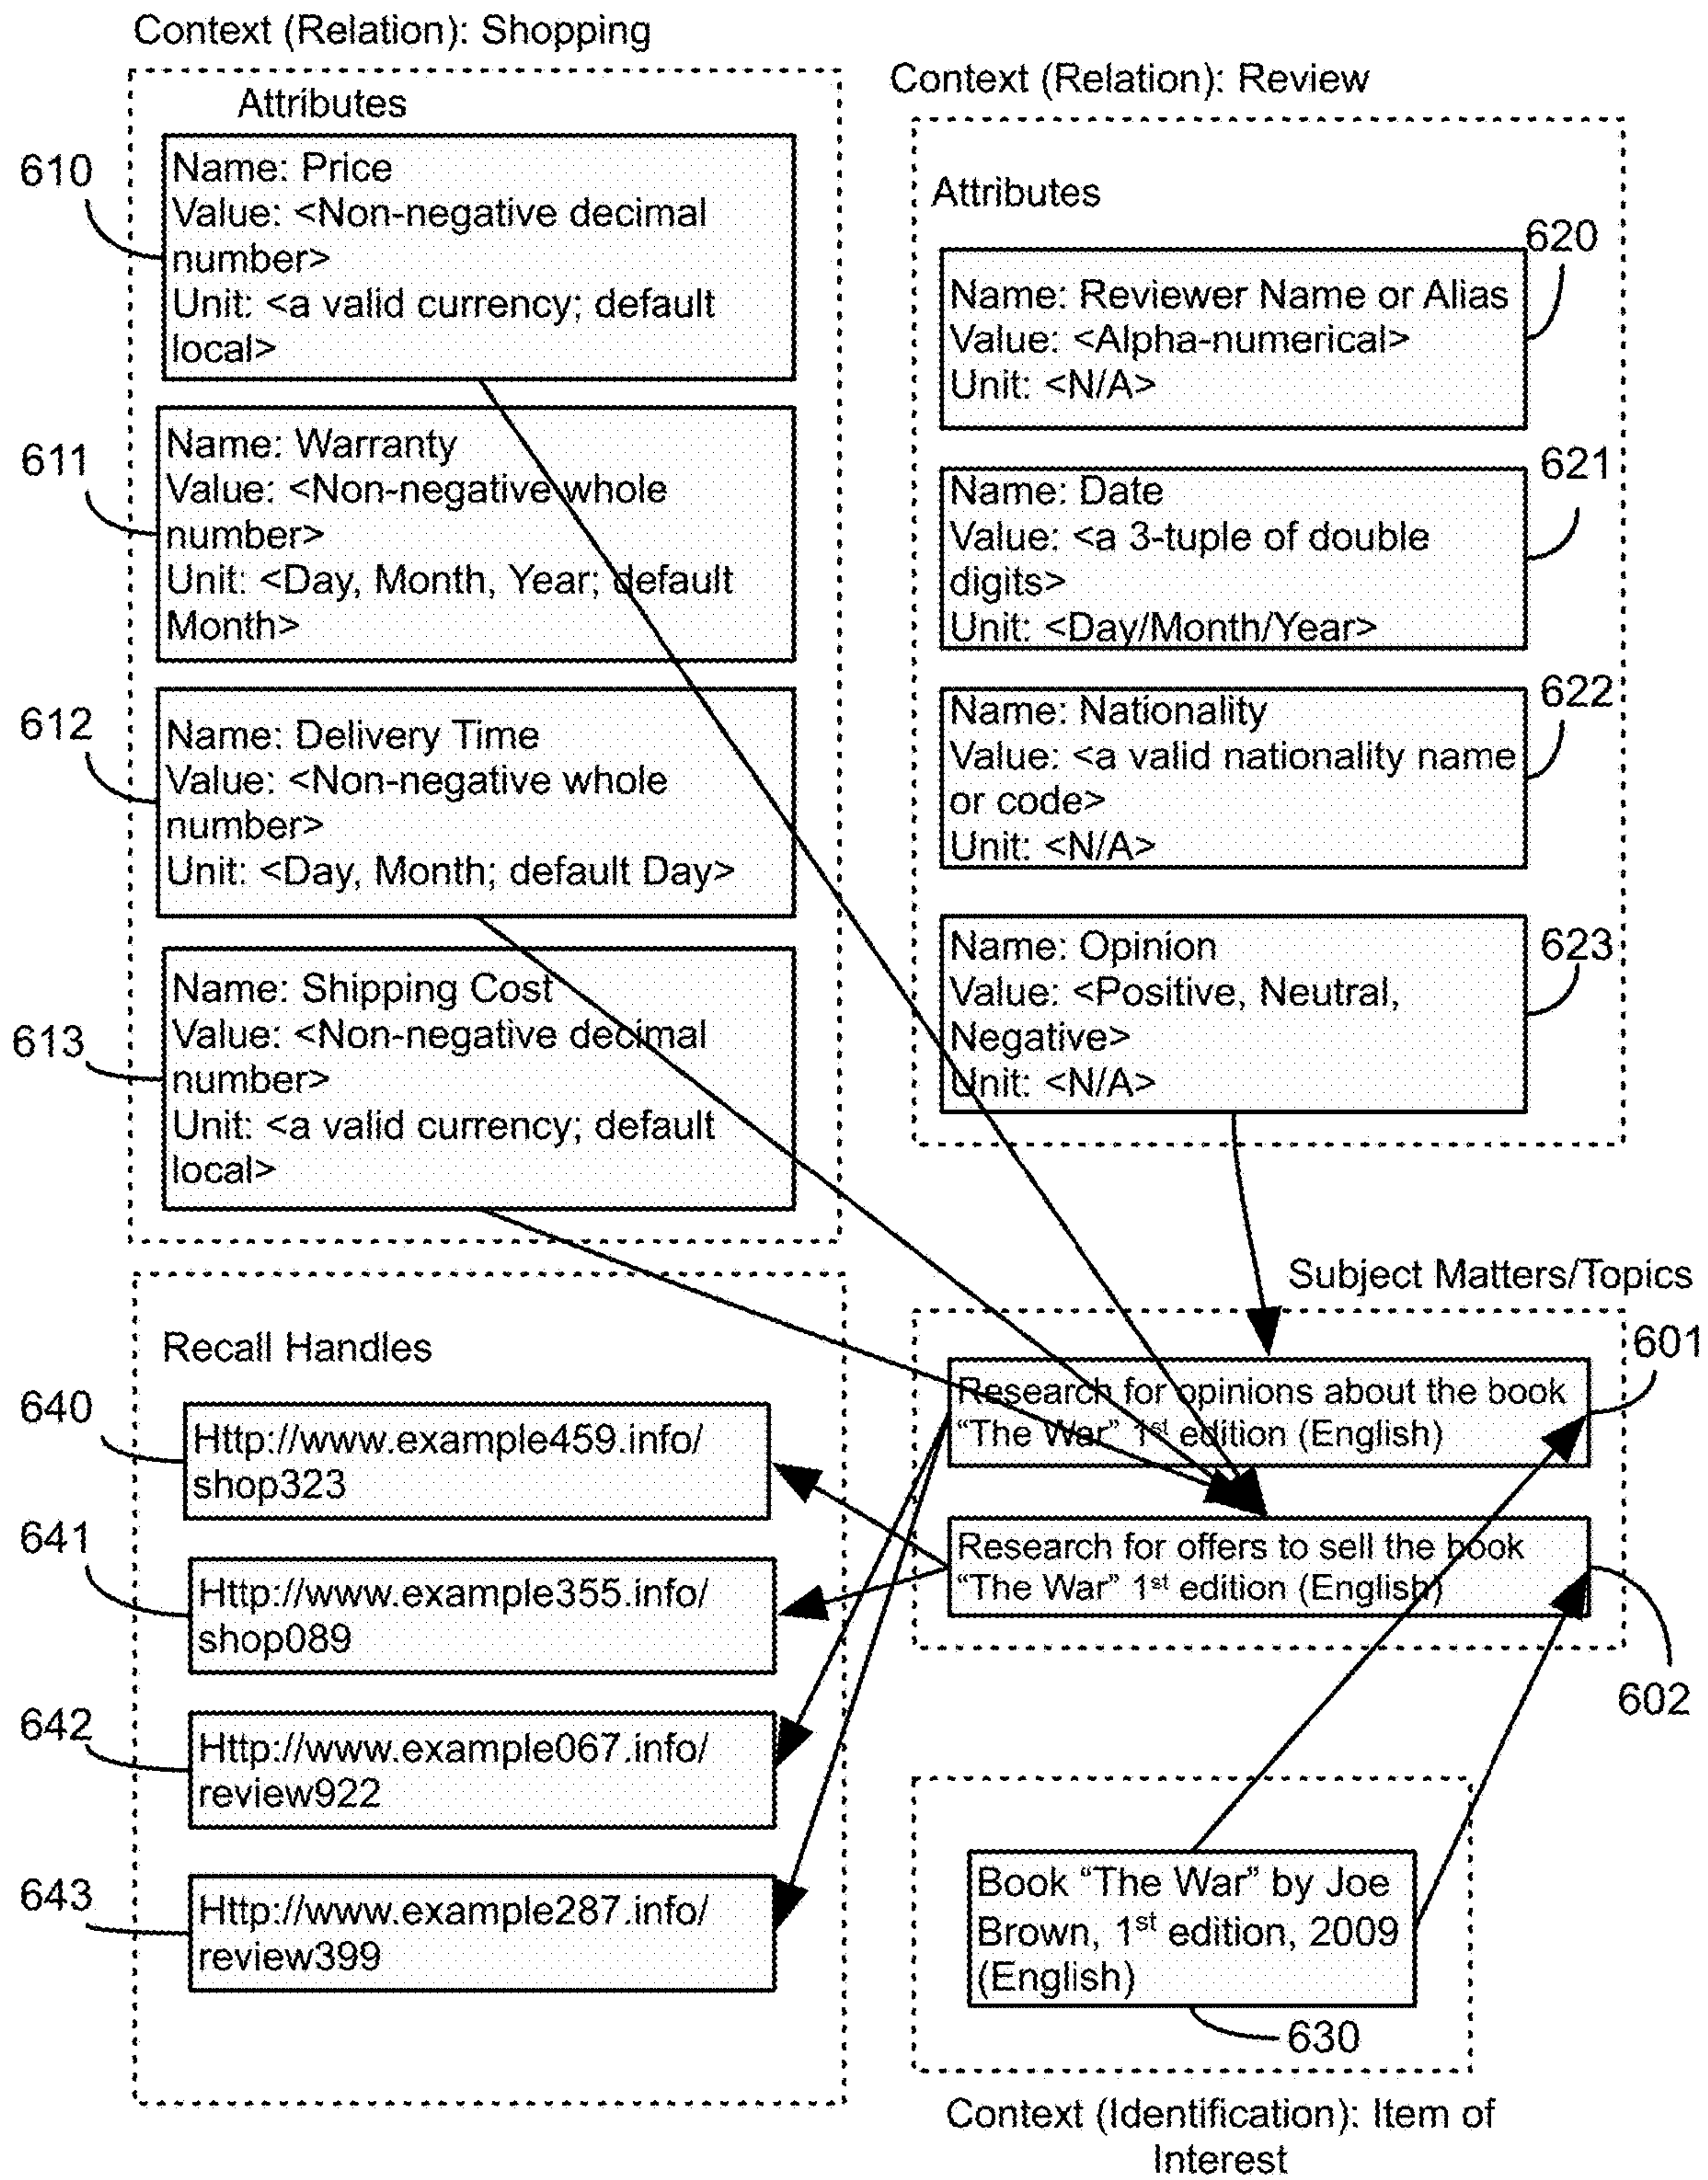 Context (Relation): Shopping
Attributes
610
Name: Price
Value: <Non-negative decimal
number>
Unit: <a valid currency; default
local>
611
Name: Warranty
Value: <Non-negative whole
number>
Unit: <Day, Month, Year; default
Month>
612
Name: Delivery Time
Value: <Non-negative whole
number>
Unit: <Day, Month; default Day>
613
Name: Shipping Cost
Value: <Non-negative decimal
number>
Unit: <a valid currency; default
local>
Context (Relation): Review
Attributes
620
Name: Reviewer Name or Alias
Value: <Alpha-numerical>
Unit: <N/A>
621
Name: Date
Value: <a 3-tuple of double
digits>
Unit: <Day/Month/Year>
622
Name: Nationality
Value: <a valid nationality name
or code>
Unit: <N/A>
623
Name: Opinion
Value: <Positive, Neutral,
Negative>
Unit: <N/A>
Recall Handles
640
Http://www.example459.info/
shop323
641
Http://www.example355.info/
shop089
642
Http://www.example067.info/
review922
643
Http://www.example287.info/
review399
Subject Matters/Topics
601
Research for opinions about the book
“The War” 1st edition (English)
Research for offers to sell the book
“The War” 1st edition (English)
602
Book “The War” by Joe
Brown, 1st edition, 2009
(English)
630
Context (Identification): Item of
Interest